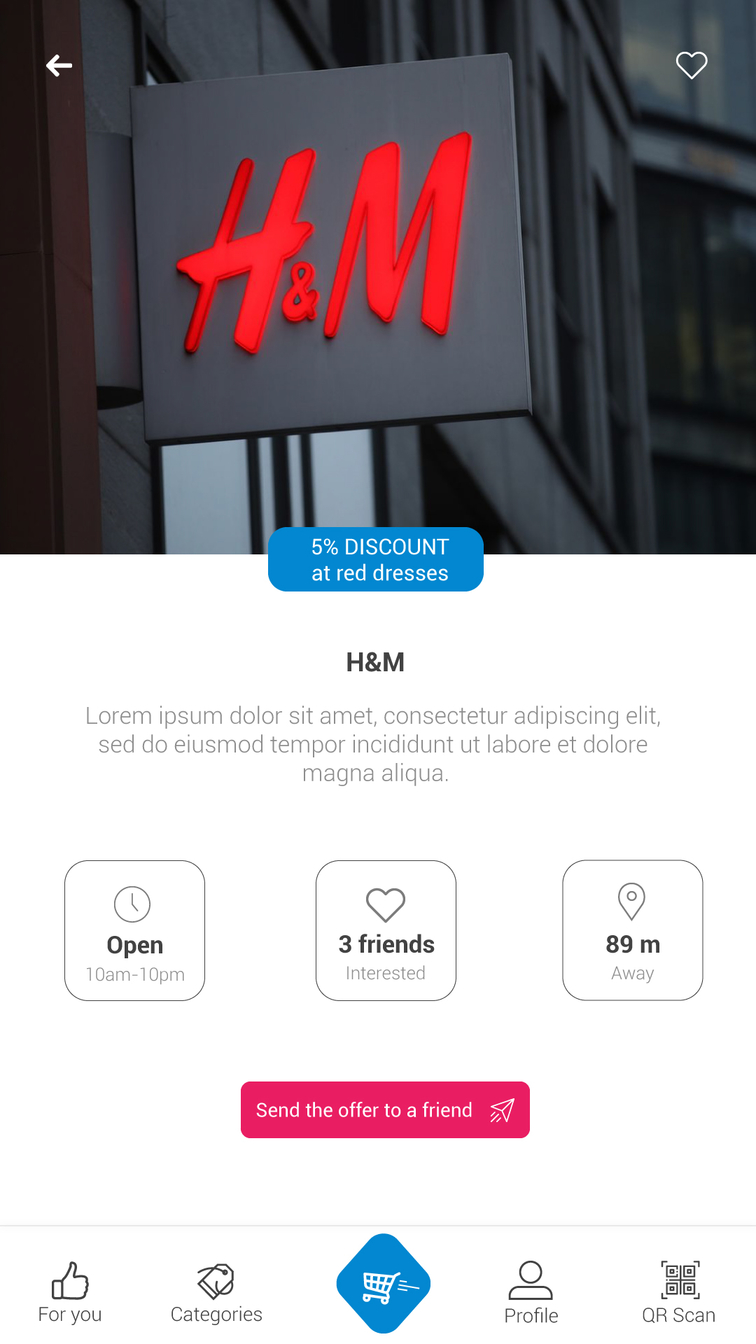 H&M
5% DISCOUNT
at red dresses
H&M
Lorem ipsum dolor sit amet, consectetur adipiscing elit,
sed do eiusmod tempor incididunt ut labore et dolore
magna aliqua.
Open
10am-10pm
3 friends
Interested
89 m
Away
Send the offer to a friend
For you
Categories
Profile
QR Scan